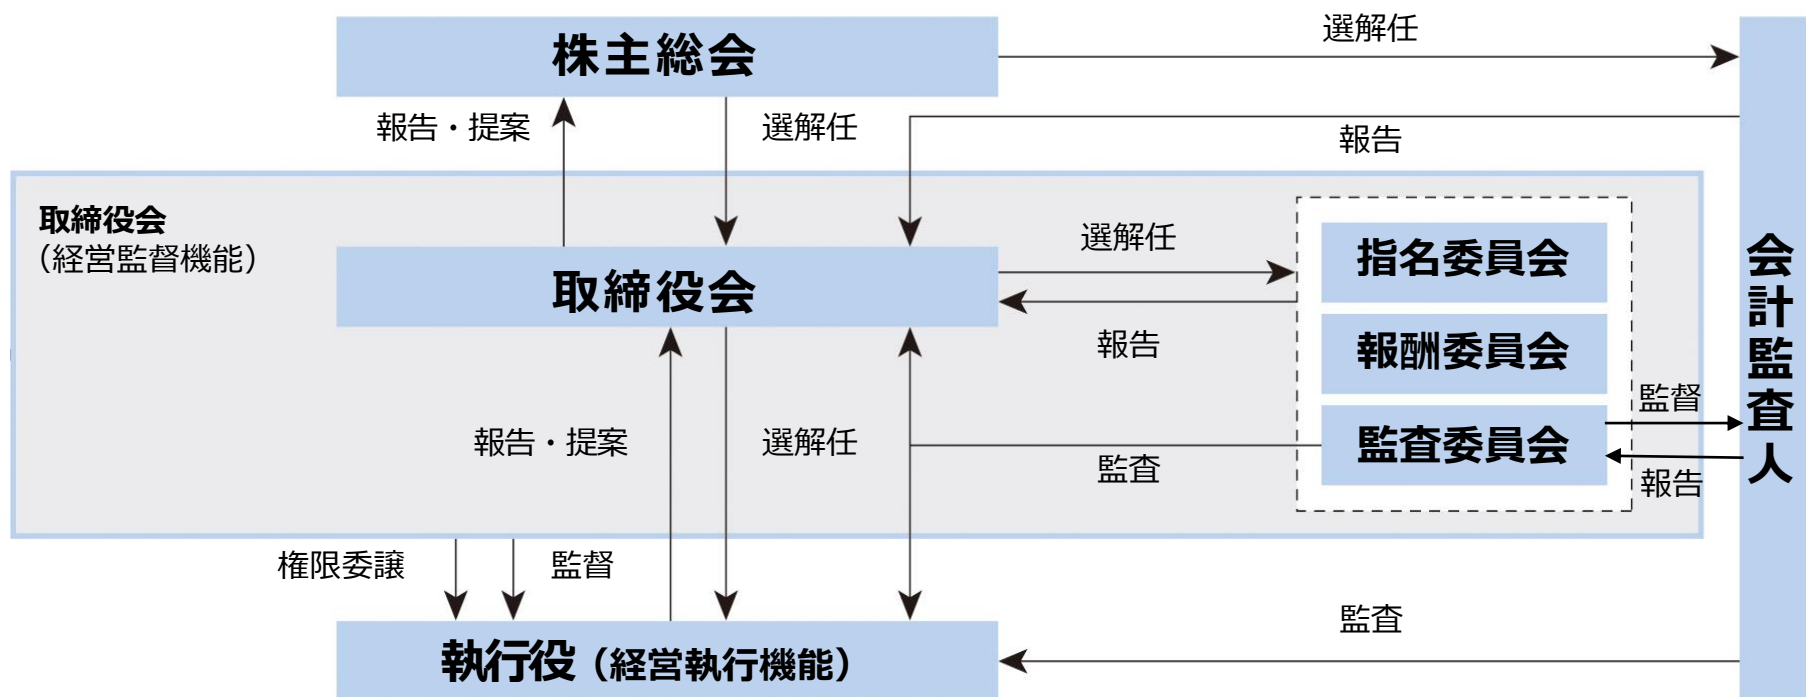 株主総会
選解任
報告・提案
選解任
報告
取締役会
（経営監督機能）
取締役会
選解任
報告
指名委員会
報酬委員会
監査委員会
監督
報告
会計監査人
報告・提案
選解任
監査
権限委譲
監督
執行役（経営執行機能）
監査